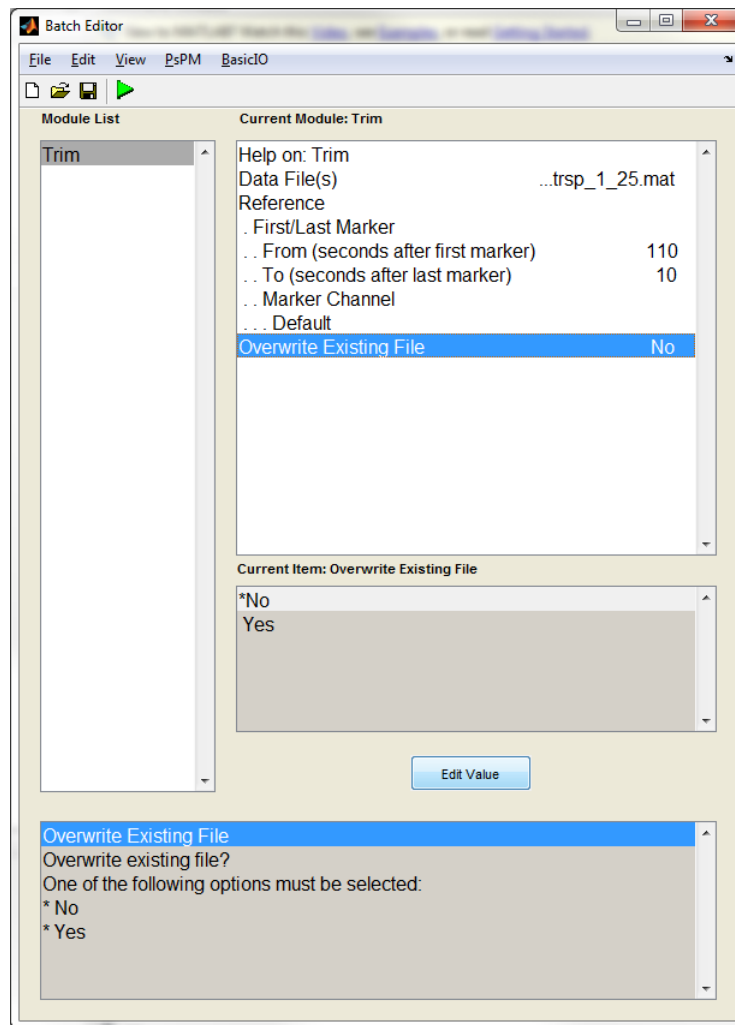 Batch Editor
File Edit View PsPM BasicIO
Module List
Trim
Current Module: Trim
Help on: Trim
Data File(s) ...trsp_1_25.mat
Reference
. First/Last Marker
. . From (seconds after first marker) 110
. . To (seconds after last marker) 10
. . Marker Channel
. . . Default
Overwrite Existing File No
Current Item: Overwrite Existing File
*No
Yes
Edit Value
Overwrite Existing File
Overwrite existing file?
One of the following options must be selected:
* No
* Yes